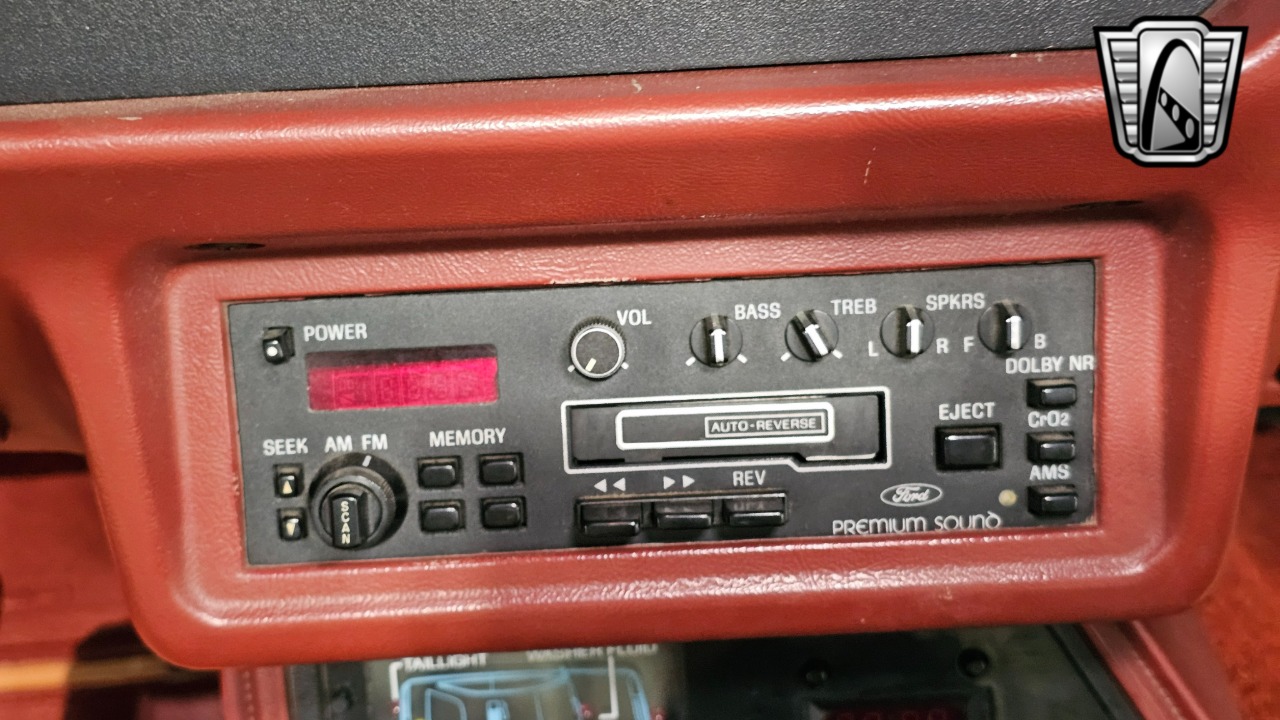 POWER
VOL
BASS
TREB
SPKRS
L
R
F
B
DOLBY NR
SEEK
AM FM
MEMORY
AUTO-REVERSE
EJECT
CrO2
AMS
SCAN
REV
Ford
PREMIUM SOUND
TAILLIGHT
WASHER FLUID